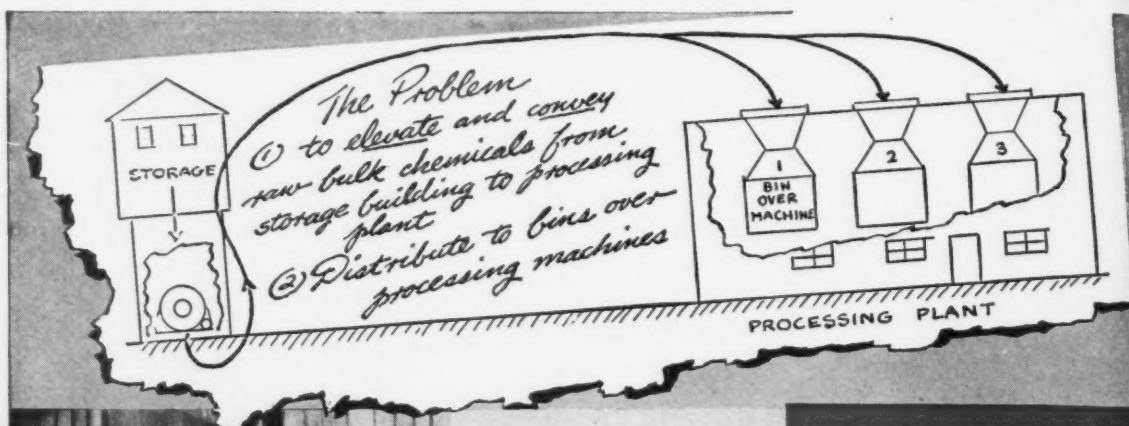 The Problem
① to elevate and convey
raw bulk chemicals from
storage building to processing
plant
② Distribute to bins over
processing machines
STORAGE
1
BIN
OVER
MACHINE
2
3
PROCESSING PLANT